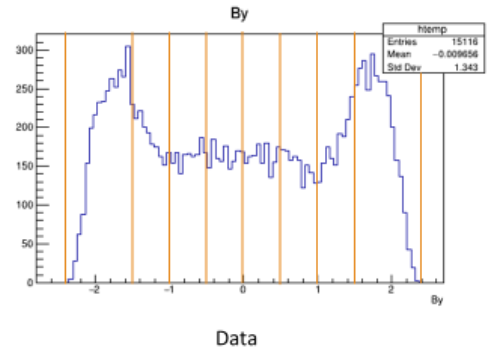 By
htemp
Entries 15116
Mean −0.009656
Std Dev 1.343
300
250
200
150
100
50
0
−2 −1 0 1 2
By
Data